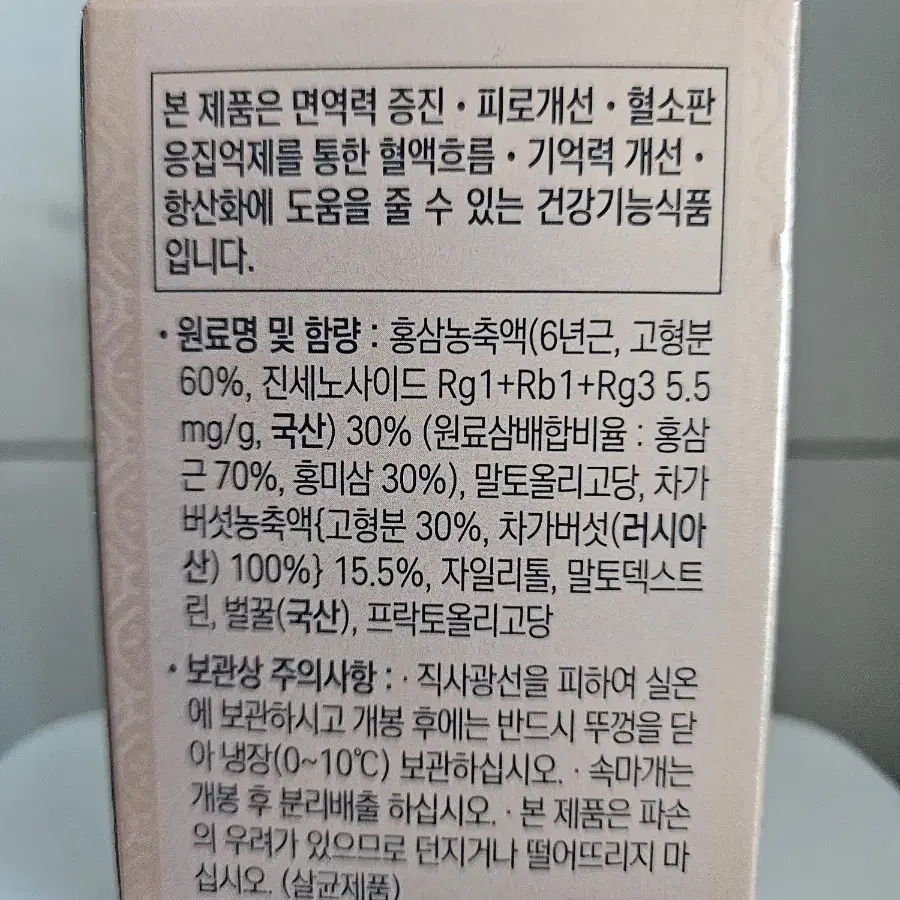 본 제품은 면역력 증진 • 피로개선 • 혈소판
응집억제를 통한 혈액흐름 • 기억력 개선 •
항산화에 도움을 줄 수 있는 건강기능식품
입니다.
• 원료명 및 함량 : 홍삼농축액(6년근, 고형분
60%, 진세노사이드 Rg1+Rb1+Rg3 5.5
mg/g, 국산) 30% (원료삼배합비율 : 홍삼
근 70%, 홍미삼 30%), 말토올리고당, 차가
버섯농축액{고형분 30%, 차가버섯(러시아
산) 100%} 15.5%, 자일리톨, 말토덱스트
린, 벌꿀(국산), 프락토올리고당
• 보관상 주의사항 : · 직사광선을 피하여 실온
에 보관하시고 개봉 후에는 반드시 뚜껑을 닫
아 냉장(0~10℃) 보관하십시오. · 속마개는
개봉 후 분리배출 하십시오. · 본 제품은 파손
의 우려가 있으므로 던지거나 떨어뜨리지 마
십시오. (살균제품)